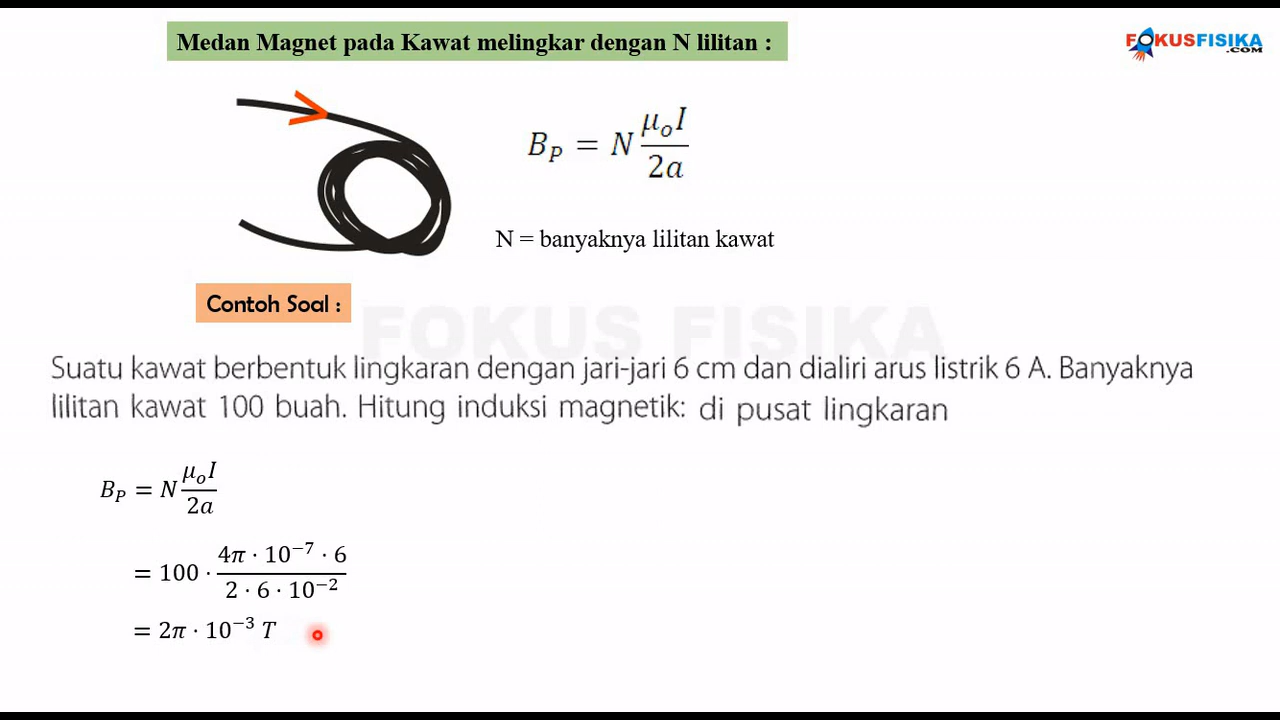 Medan Magnet pada Kawat melingkar dengan N lilitan :
FOKUSFISIKA
.COM
B_P = N μ_o I / 2a
N = banyaknya lilitan kawat
Contoh Soal :
FOKUS FISIKA
Suatu kawat berbentuk lingkaran dengan jari-jari 6 cm dan dialiri arus listrik 6 A. Banyaknya
lilitan kawat 100 buah. Hitung induksi magnetik: di pusat lingkaran
B_P = N μ_o I / 2a
= 100 · 4π · 10⁻⁷ · 6 / 2 · 6 · 10⁻²
= 2π · 10⁻³ T